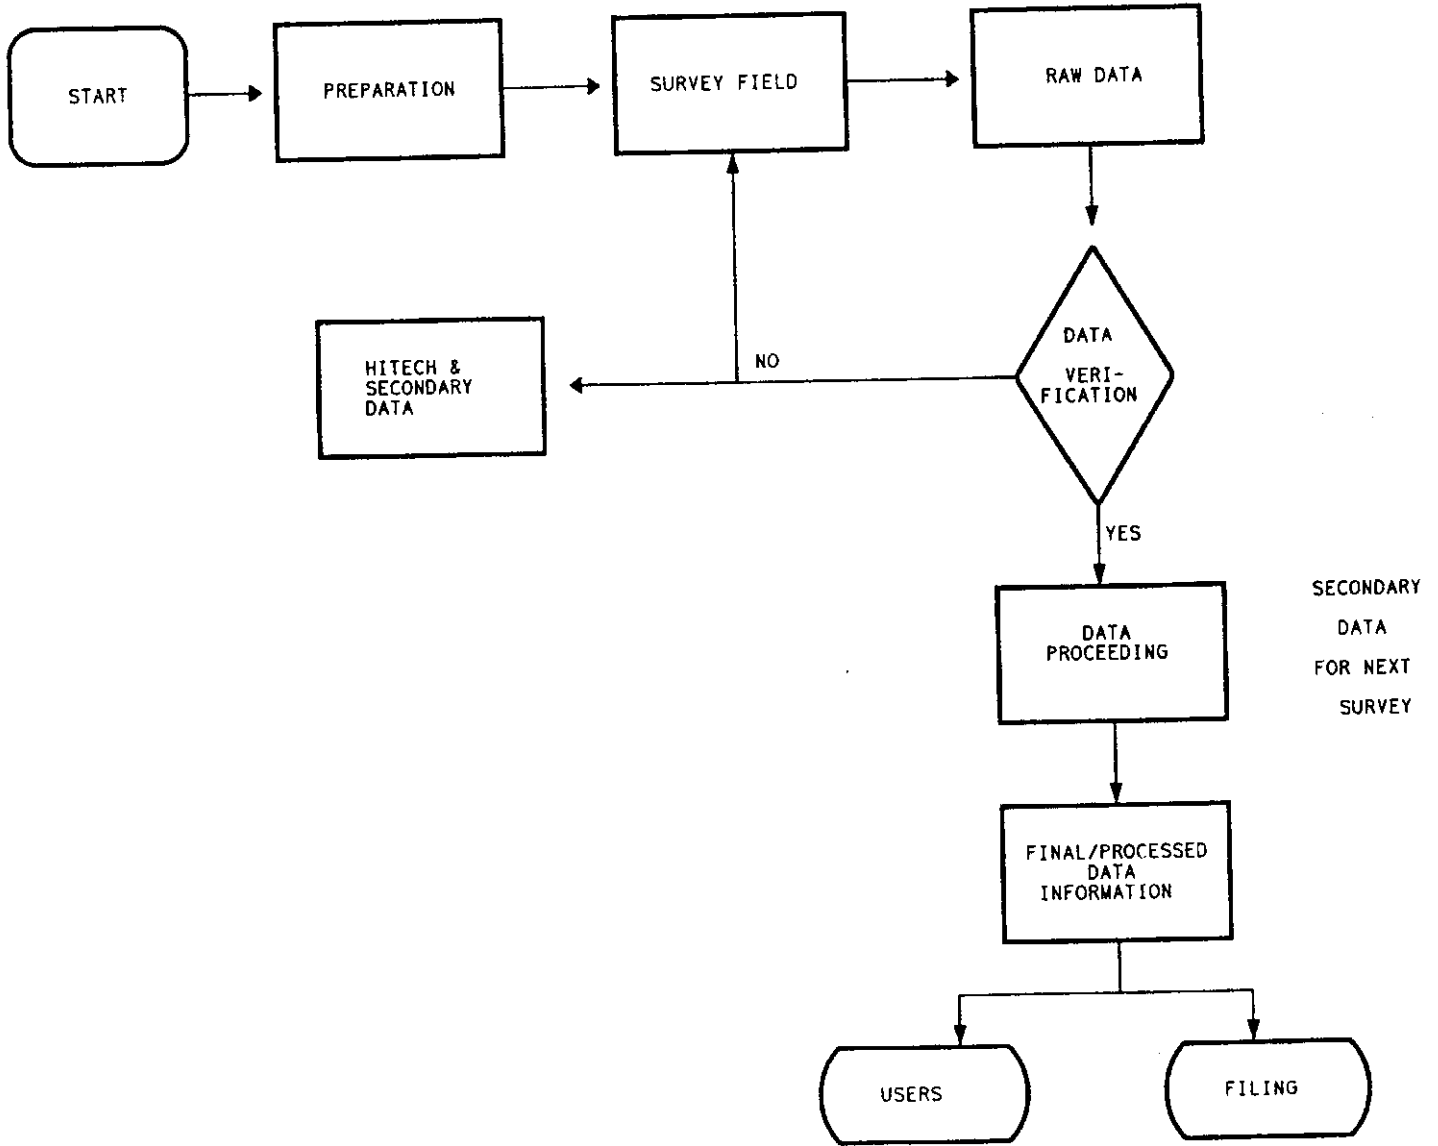 START
PREPARATION
SURVEY FIELD
RAW DATA
DATA
VERI-
FICATION
NO
HITECH &
SECONDARY
DATA
YES
DATA
PROCEEDING
SECONDARY
DATA
FOR NEXT
SURVEY
FINAL/PROCESSED
DATA
INFORMATION
USERS
FILING